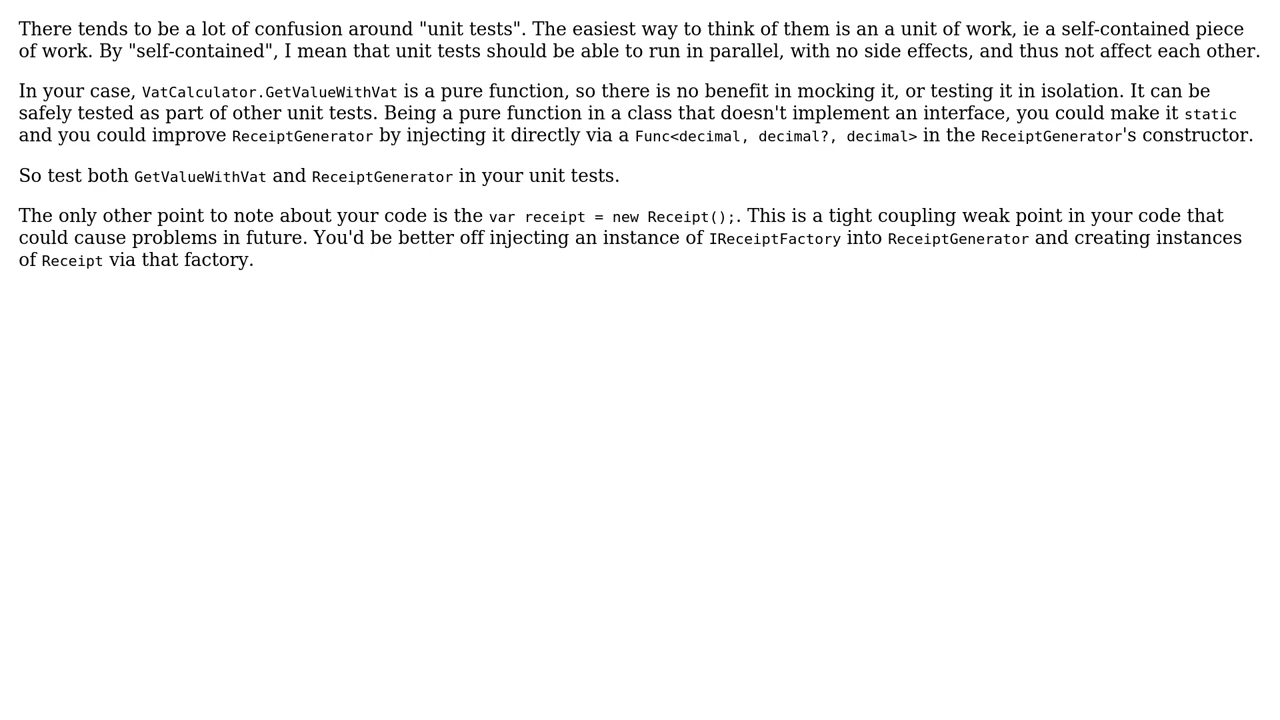 There tends to be a lot of confusion around "unit tests". The easiest way to think of them is an a unit of work, ie a self-contained piece
of work. By "self-contained", I mean that unit tests should be able to run in parallel, with no side effects, and thus not affect each other.
In your case, VatCalculator.GetValueWithVat is a pure function, so there is no benefit in mocking it, or testing it in isolation. It can be
safely tested as part of other unit tests. Being a pure function in a class that doesn't implement an interface, you could make it static
and you could improve ReceiptGenerator by injecting it directly via a Func<decimal, decimal?, decimal> in the ReceiptGenerator's constructor.
So test both GetValueWithVat and ReceiptGenerator in your unit tests.
The only other point to note about your code is the var receipt = new Receipt();. This is a tight coupling weak point in your code that
could cause problems in future. You'd be better off injecting an instance of IReceiptFactory into ReceiptGenerator and creating instances
of Receipt via that factory.